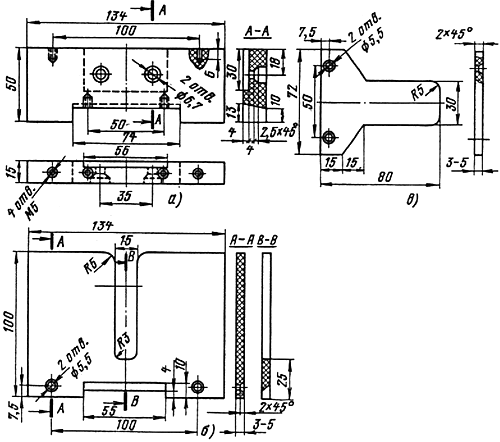 А
134
100
50
6
2 отв.
ф6,7
50
А
74
56
15
4 отв.
М5
35
а)
А-А
30
18
13
10
4
4
2,5×45°
7,5
2 отв.
ф5,5
72
50
R5
30
15
15
80
в)
2×45°
3-5
134
А
15
R5
В
100
R3
2 отв.
ф5,5
7,5
4
10
А
55
В
100
б)
А-А
В-В
25
2×45°
3-5